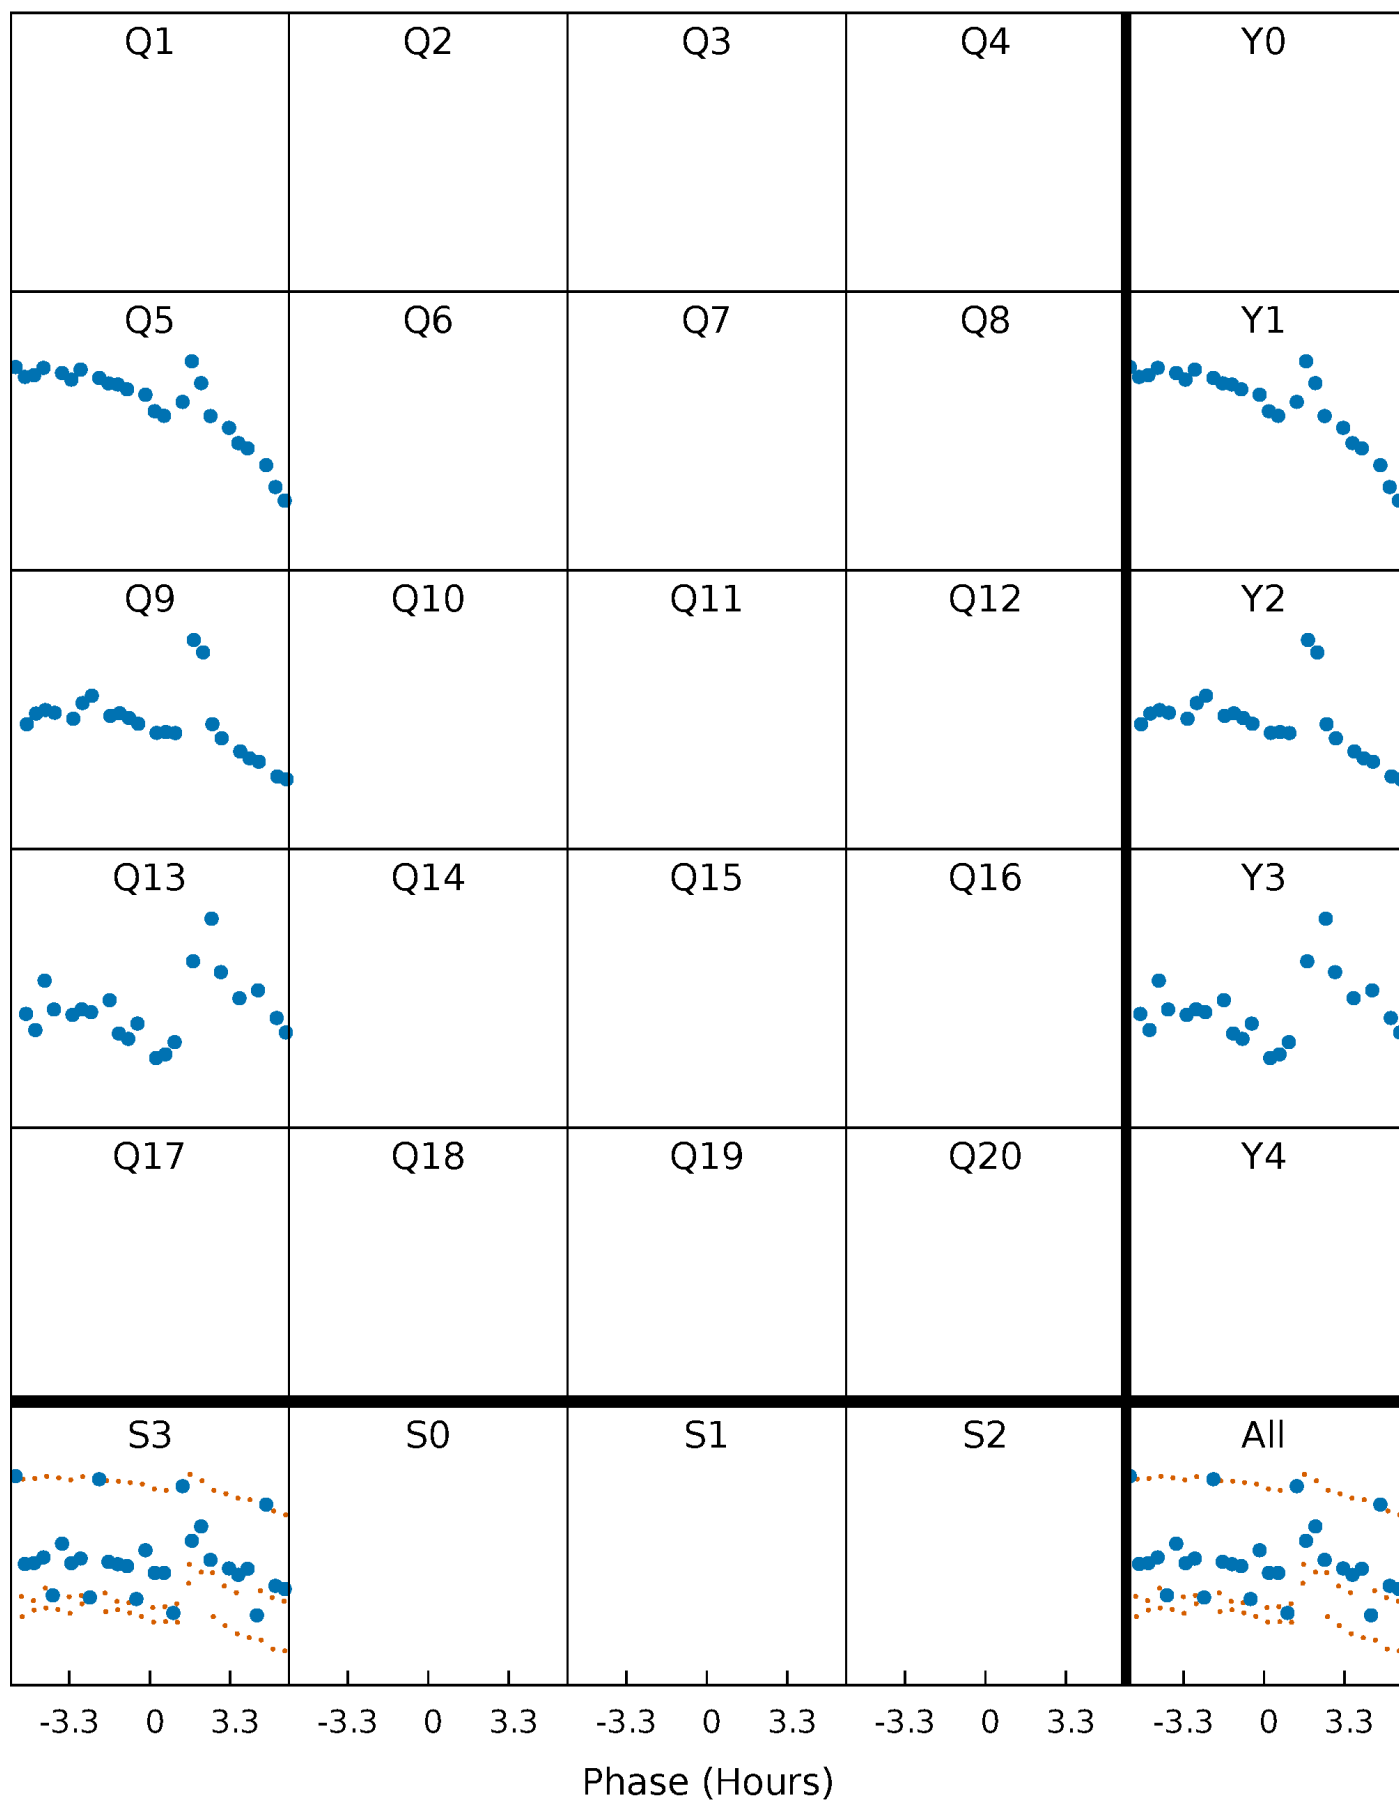 Q1 Q2 Q3 Q4 Y0
Q5 Q6 Q7 Q8 Y1
Q9 Q10 Q11 Q12 Y2
Q13 Q14 Q15 Q16 Y3
Q17 Q18 Q19 Q20 Y4
S3 S0 S1 S2 All
-3.3 0 3.3 -3.3 0 3.3 -3.3 0 3.3 -3.3 0 3.3 -3.3 0 3.3
Phase (Hours)